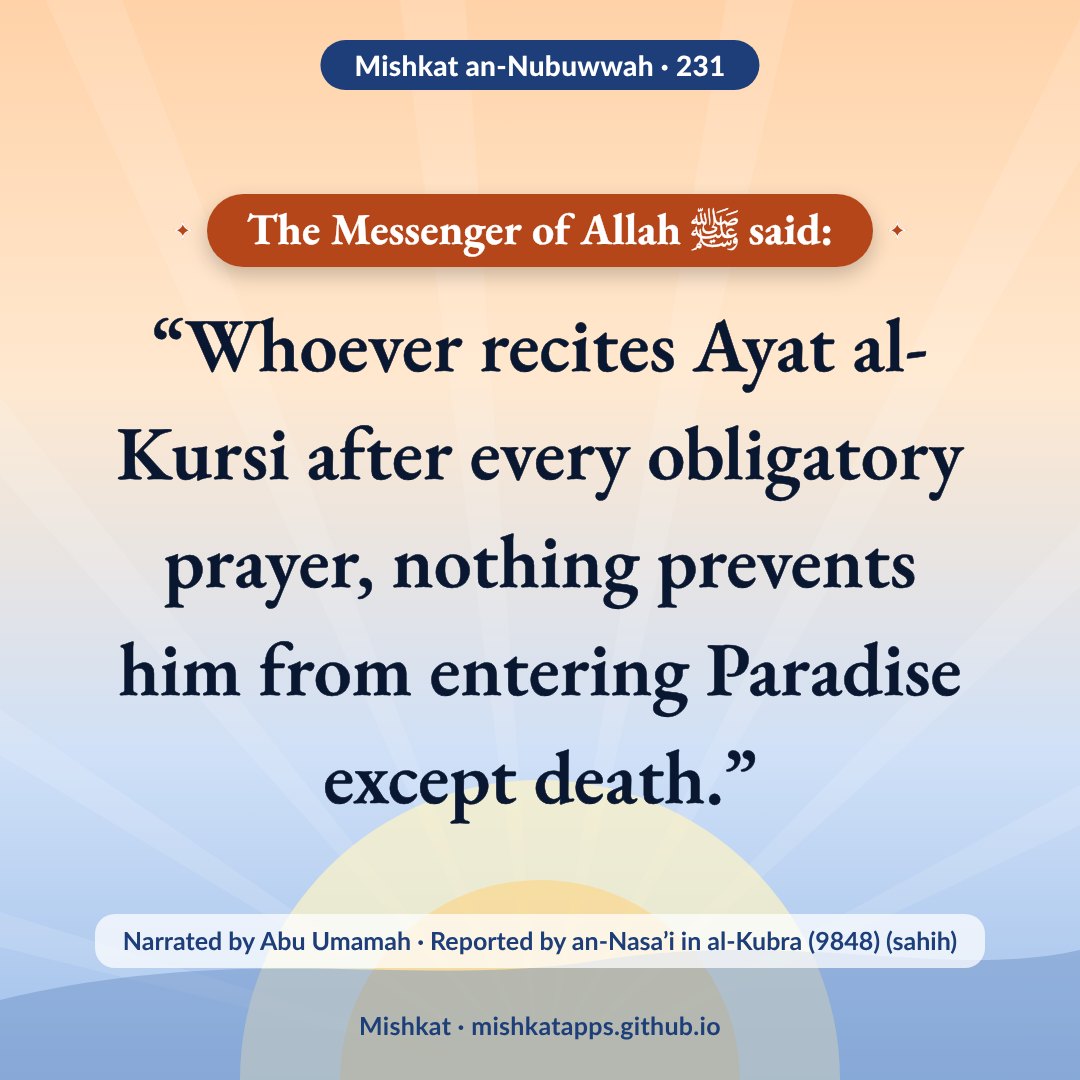 Mishkat an-Nubuwwah · 231
The Messenger of Allah ﷺ said:
“Whoever recites Ayat al-
Kursi after every obligatory
prayer, nothing prevents
him from entering Paradise
except death.”
Narrated by Abu Umamah · Reported by an-Nasa’i in al-Kubra (9848) (sahih)
Mishkat · mishkatapps.github.io